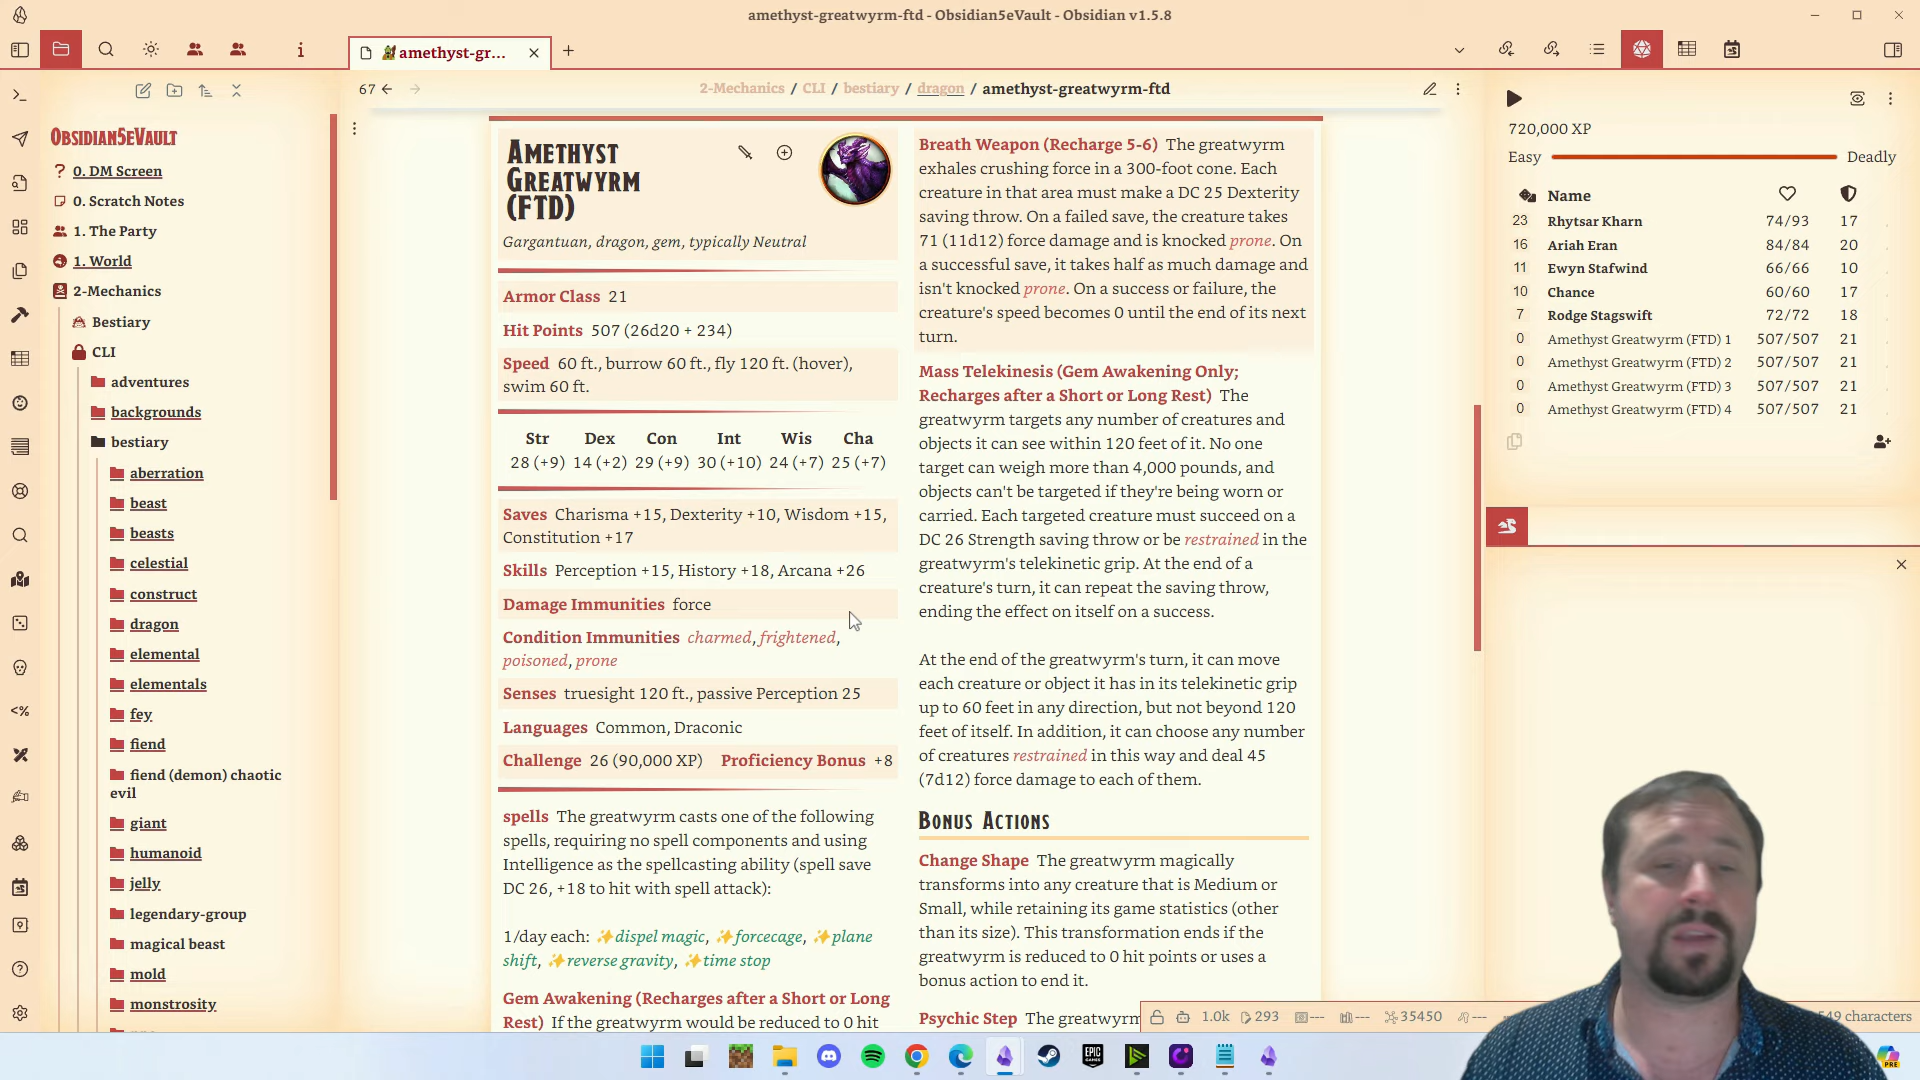 amethyst-greatwyrm-ftd - Obsidian5eVault - Obsidian v1.5.8
amethyst-gr...
67
2-Mechanics / CLI / bestiary / dragon / amethyst-greatwyrm-ftd
Obsidian5eVault
0. DM Screen
0. Scratch Notes
1. The Party
1. World
2-Mechanics
Bestiary
CLI
adventures
backgrounds
bestiary
aberration
beast
beasts
celestial
construct
dragon
elemental
elementals
fey
fiend
fiend (demon) chaotic
evil
giant
humanoid
jelly
legendary-group
magical beast
mold
monstrosity
Amethyst
Greatwyrm
(FTD)
Gargantuan, dragon, gem, typically Neutral
Armor Class 21
Hit Points 507 (26d20 + 234)
Speed 60 ft., burrow 60 ft., fly 120 ft. (hover),
swim 60 ft.
Str Dex Con Int Wis Cha
28 (+9) 14 (+2) 29 (+9) 30 (+10) 24 (+7) 25 (+7)
Saves Charisma +15, Dexterity +10, Wisdom +15,
Constitution +17
Skills Perception +15, History +18, Arcana +26
Damage Immunities force
Condition Immunities charmed, frightened,
poisoned, prone
Senses truesight 120 ft., passive Perception 25
Languages Common, Draconic
Challenge 26 (90,000 XP) Proficiency Bonus +8
spells The greatwyrm casts one of the following
spells, requiring no spell components and using
Intelligence as the spellcasting ability (spell save
DC 26, +18 to hit with spell attack):
1/day each: ✨dispel magic, ✨forcecage, ✨plane
shift, ✨reverse gravity, ✨time stop
Gem Awakening (Recharges after a Short or Long
Rest) If the greatwyrm would be reduced to 0 hit
Breath Weapon (Recharge 5-6) The greatwyrm
exhales crushing force in a 300-foot cone. Each
creature in that area must make a DC 25 Dexterity
saving throw. On a failed save, the creature takes
71 (11d12) force damage and is knocked prone. On
a successful save, it takes half as much damage and
isn't knocked prone. On a success or failure, the
creature's speed becomes 0 until the end of its next
turn.
Mass Telekinesis (Gem Awakening Only;
Recharges after a Short or Long Rest) The
greatwyrm targets any number of creatures and
objects it can see within 120 feet of it. No one
target can weigh more than 4,000 pounds, and
objects can't be targeted if they're being worn or
carried. Each targeted creature must succeed on a
DC 26 Strength saving throw or be restrained in the
greatwyrm's telekinetic grip. At the end of a
creature's turn, it can repeat the saving throw,
ending the effect on itself on a success.
At the end of the greatwyrm's turn, it can move
each creature or object it has in its telekinetic grip
up to 60 feet in any direction, but not beyond 120
feet of itself. In addition, it can choose any number
of creatures restrained in this way and deal 45
(7d12) force damage to each of them.
Bonus Actions
Change Shape The greatwyrm magically
transforms into any creature that is Medium or
Small, while retaining its game statistics (other
than its size). This transformation ends if the
greatwyrm is reduced to 0 hit points or uses a
bonus action to end it.
Psychic Step The greatwyrm
720,000 XP
Easy Deadly
Name
23 Rhytsar Kharn 74/93 17
16 Ariah Eran 84/84 20
11 Ewyn Stafwind 66/66 10
10 Chance 60/60 17
7 Rodge Stagswift 72/72 18
0 Amethyst Greatwyrm (FTD) 1 507/507 21
0 Amethyst Greatwyrm (FTD) 2 507/507 21
0 Amethyst Greatwyrm (FTD) 3 507/507 21
0 Amethyst Greatwyrm (FTD) 4 507/507 21
1.0k 293 --- --- 35450 --- 549 characters
EPIC
GAMES
PRE